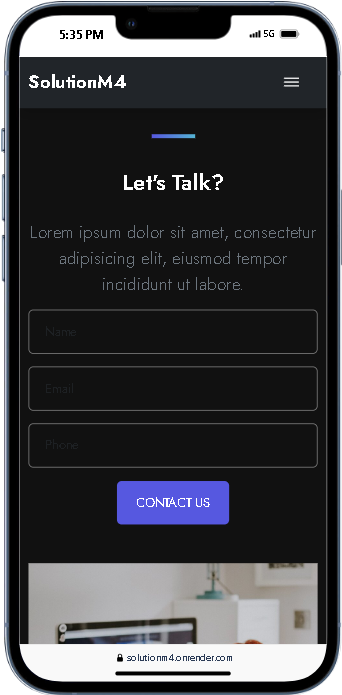 5:35 PM
5G
SolutionM4
Let's Talk?
Lorem ipsum dolor sit amet, consectetur
adipisicing elit, eiusmod tempor
incididunt ut labore.
Name
Email
Phone
CONTACT US
solutionm4.onrender.com